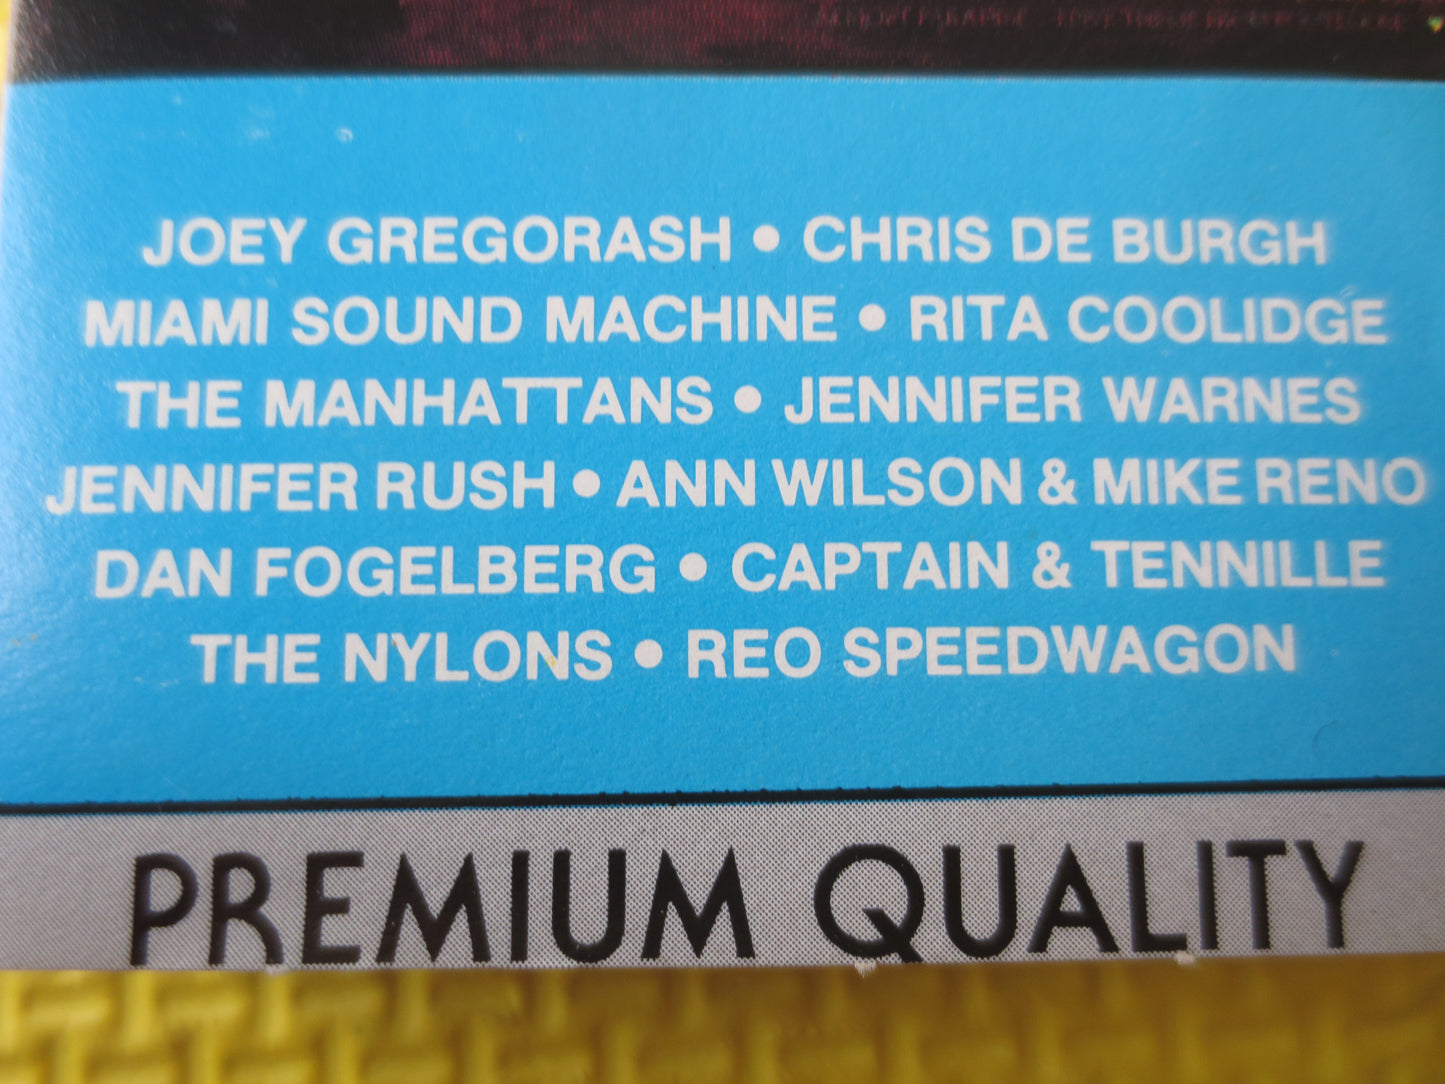 JOEY GREGORASH • CHRIS DE BURGH
MIAMI SOUND MACHINE • RITA COOLIDGE
THE MANHATTANS • JENNIFER WARNES
JENNIFER RUSH • ANN WILSON & MIKE RENO
DAN FOGELBERG • CAPTAIN & TENNILLE
THE NYLONS • REO SPEEDWAGON
PREMIUM QUALITY